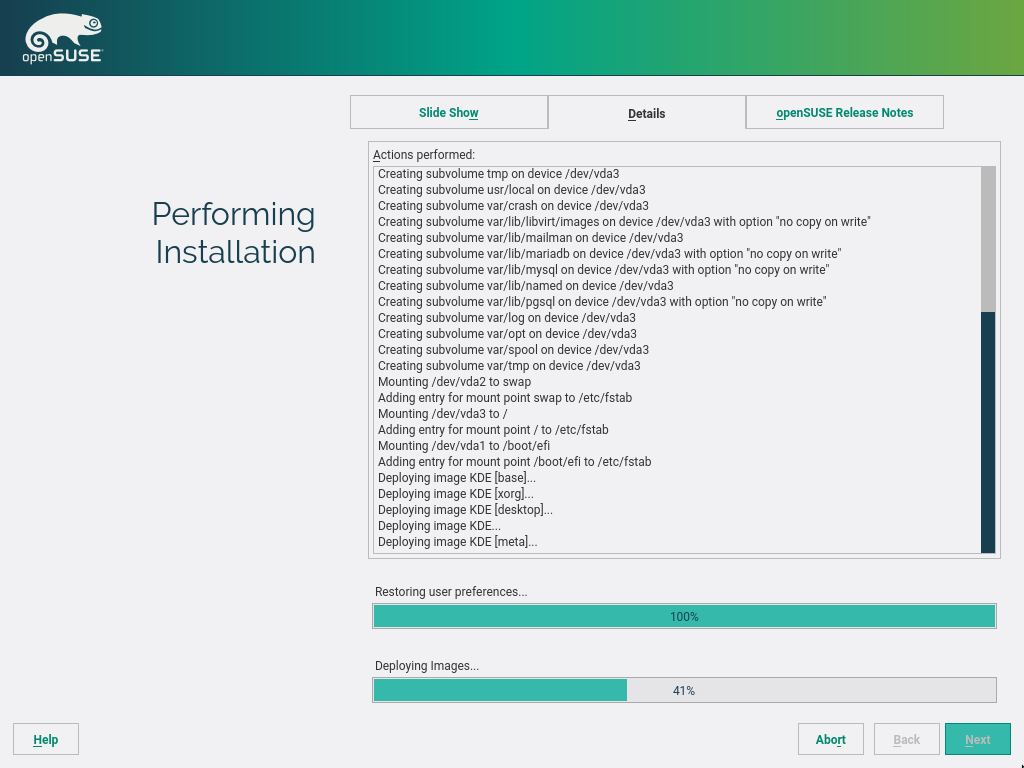 openSUSE
Slide Show
Details
openSUSE Release Notes
Performing
Installation
Actions performed:
Creating subvolume tmp on device /dev/vda3
Creating subvolume usr/local on device /dev/vda3
Creating subvolume var/crash on device /dev/vda3
Creating subvolume var/lib/libvirt/images on device /dev/vda3 with option "no copy on write"
Creating subvolume var/lib/mailman on device /dev/vda3
Creating subvolume var/lib/mariadb on device /dev/vda3 with option "no copy on write"
Creating subvolume var/lib/mysql on device /dev/vda3 with option "no copy on write"
Creating subvolume var/lib/named on device /dev/vda3
Creating subvolume var/lib/pgsql on device /dev/vda3 with option "no copy on write"
Creating subvolume var/log on device /dev/vda3
Creating subvolume var/opt on device /dev/vda3
Creating subvolume var/spool on device /dev/vda3
Creating subvolume var/tmp on device /dev/vda3
Mounting /dev/vda2 to swap
Adding entry for mount point swap to /etc/fstab
Mounting /dev/vda3 to /
Adding entry for mount point / to /etc/fstab
Mounting /dev/vda1 to /boot/efi
Adding entry for mount point /boot/efi to /etc/fstab
Deploying image KDE [base]...
Deploying image KDE [xorg]...
Deploying image KDE [desktop]...
Deploying image KDE...
Deploying image KDE [meta]...
Restoring user preferences...
100%
Deploying Images...
41%
Help
Abort
Back
Next